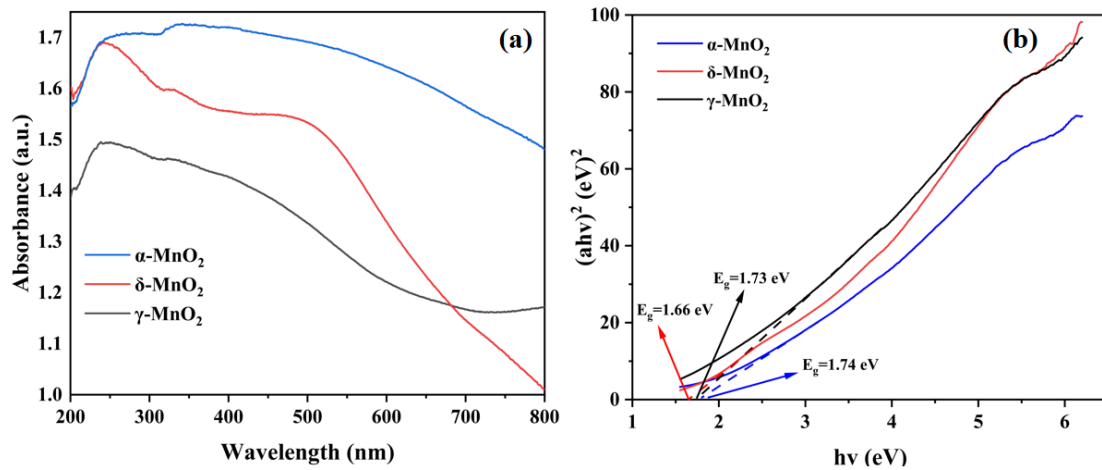 (a)
Absorbance (a.u.)
1.7
1.6
1.5
1.4
1.3
1.2
1.1
1.0
α-MnO₂
δ-MnO₂
γ-MnO₂
200 300 400 500 600 700 800
Wavelength (nm)
(b)
(ahv)² (eV)²
100
80
60
40
20
0
α-MnO₂
δ-MnO₂
γ-MnO₂
E_g=1.73 eV
E_g=1.66 eV
E_g=1.74 eV
1 2 3 4 5 6
hv (eV)